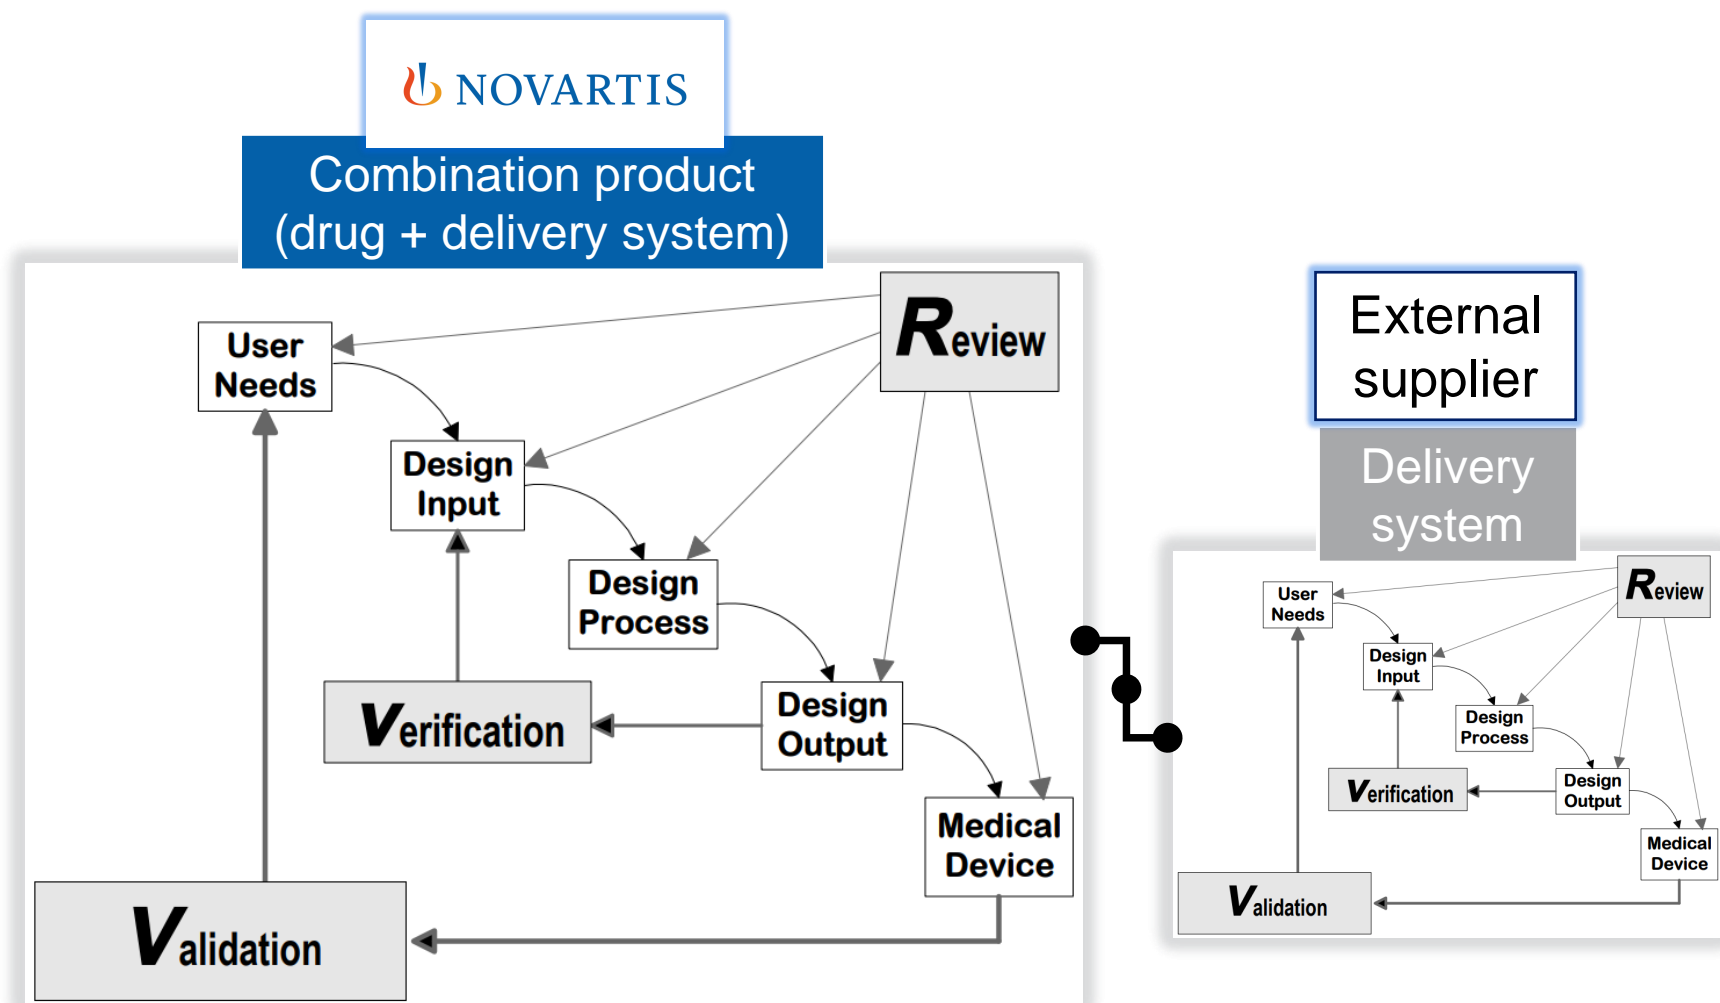 NOVARTIS
Combination product
(drug + delivery system)
Review
User
Needs
Design
Input
Design
Process
Verification
Design
Output
Medical
Device
Validation
External
supplier
Delivery
system
Review
User
Needs
Design
Input
Design
Process
Verification
Design
Output
Medical
Device
Validation